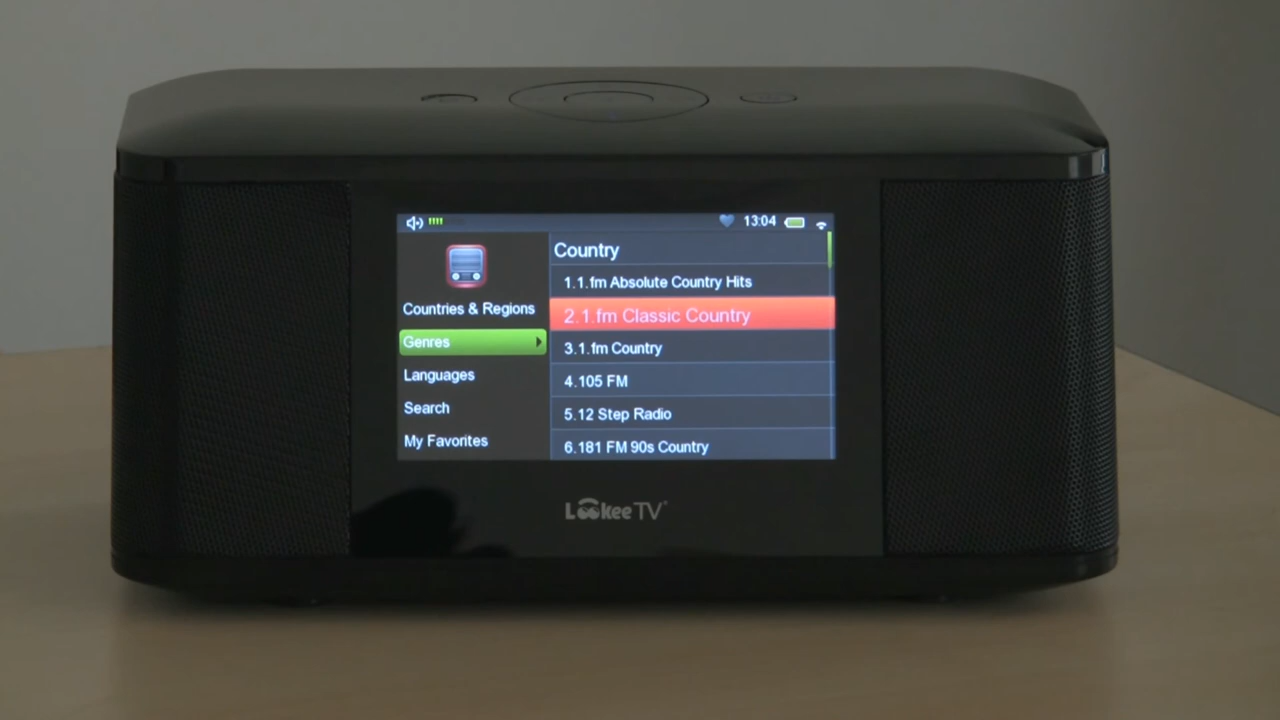 13:04
Countries & Regions
Genres
Languages
Search
My Favorites
Country
1.1.fm Absolute Country Hits
2.1.fm Classic Country
3.1.fm Country
4.105 FM
5.12 Step Radio
6.181 FM 90s Country
LookeeTV